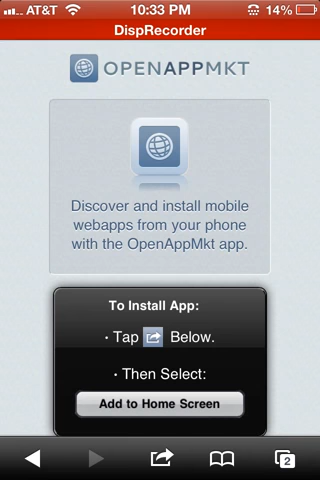 AT&T 10:33 PM 14%
DispRecorder
OPENAPPMKT
Discover and install mobile
webapps from your phone
with the OpenAppMkt app.
To Install App:
· Tap Below.
· Then Select:
Add to Home Screen
2